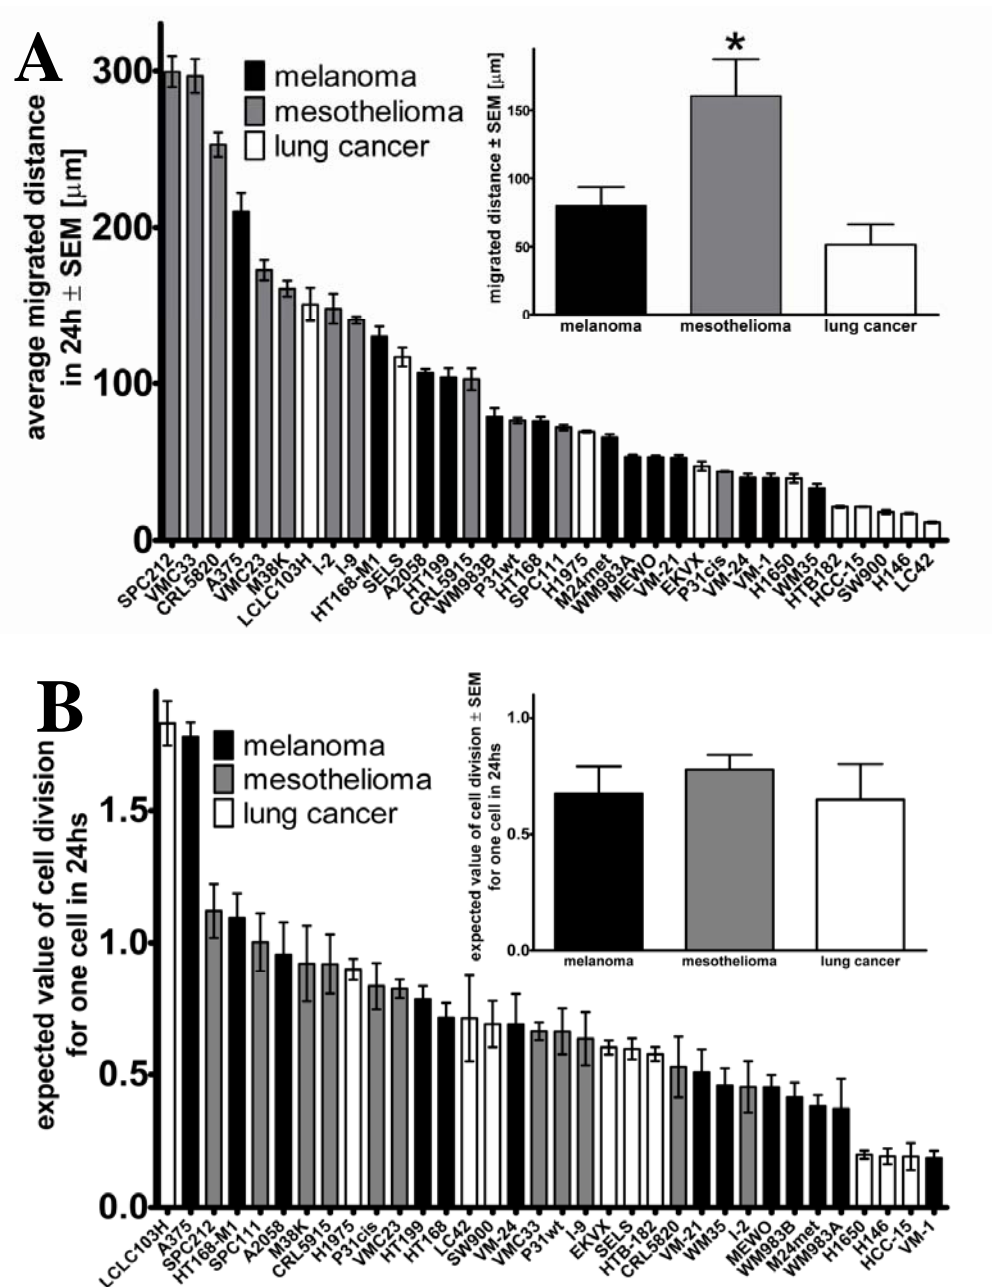 A
average migrated distance
in 24h ± SEM [µm]
300
200
100
0
melanoma
mesothelioma
lung cancer
migrated distance ± SEM [µm]
150
100
50
0
*
melanoma mesothelioma lung cancer
SPC212 VMC33 CRL5820 A375 VMC23 M38K LCLC103H I-2 I-9 HT168-M1 SELS A2058 HT199 CRL5915 WM983B P31wt HT168 SPC111 H1975 M24met WM983A MEWO VM-21 EKVX P31cis VM-24 VM-1 H1650 WM35 HTB182 HCC-15 SW900 H146 LC42
B
expected value of cell division
for one cell in 24hs
1.5
1.0
0.5
0.0
melanoma
mesothelioma
lung cancer
expected value of cell division ± SEM
for one cell in 24hs
1.0
0.5
0.0
melanoma mesothelioma lung cancer
LCLC103H A375 SPC212 HT168-M1 SPC111 A2058 M38K CRL5915 H1975 P31cis VMC23 HT199 HT168 LC42 SW900 VM-24 VMC33 P31wt I-9 EKVX SELS HTB-182 CRL5820 VM-21 WM35 I-2 MEWO WM983B M24met WM983A H1650 H146 HCC-15 VM-1